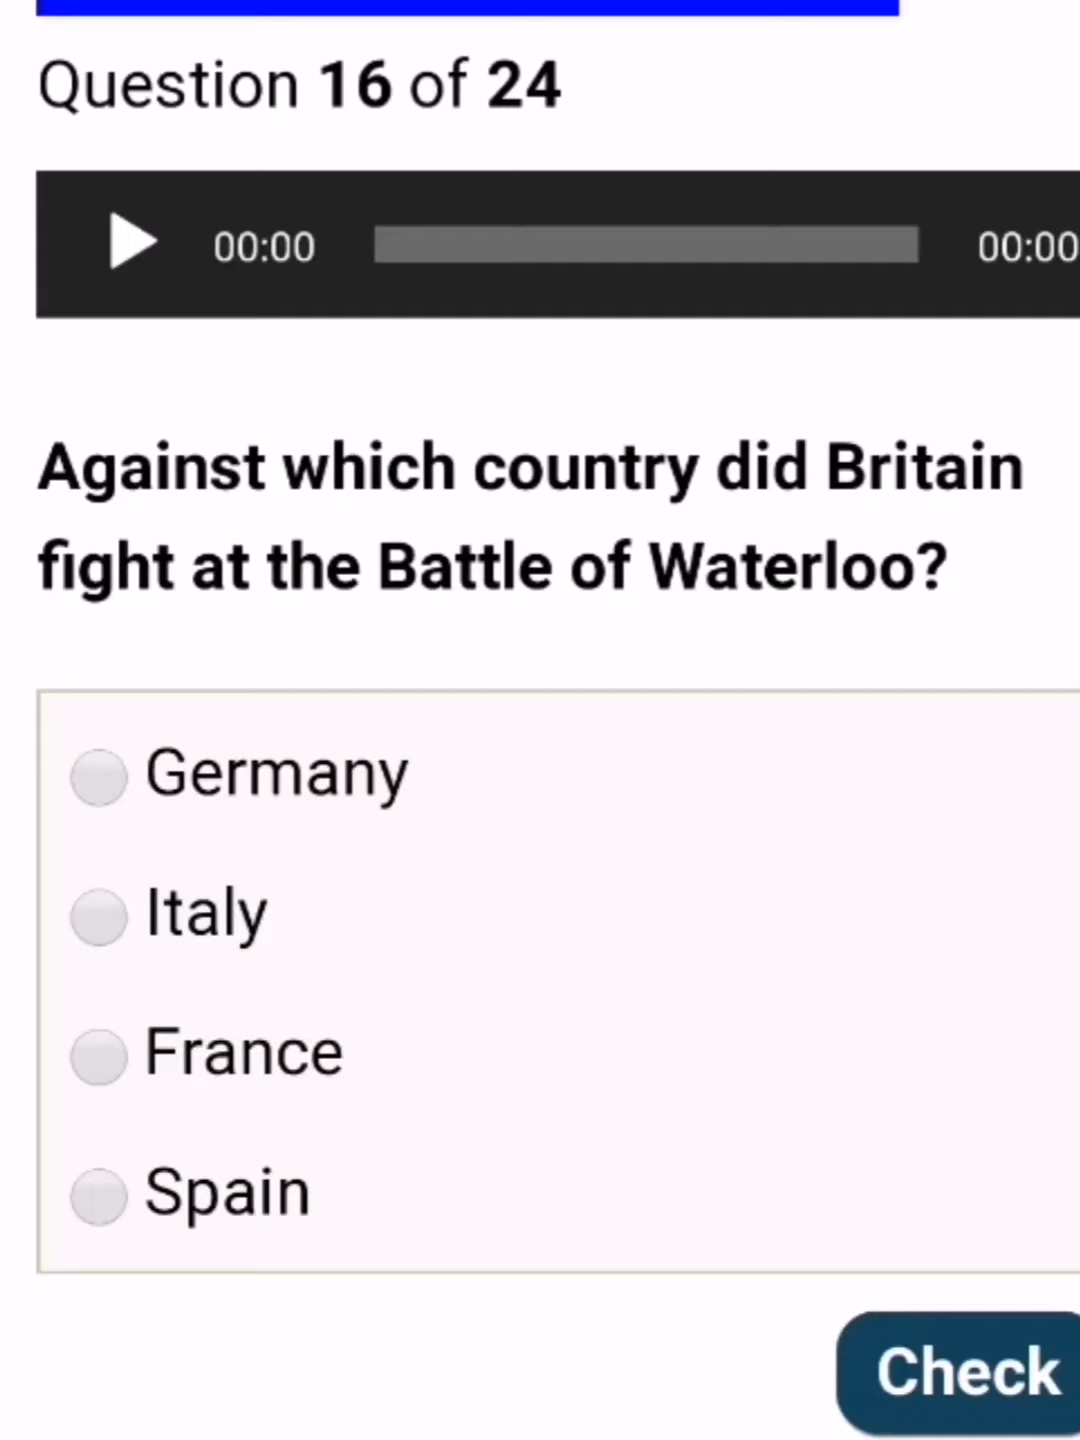 Question 16 of 24
00:00 00:00
Against which country did Britain
fight at the Battle of Waterloo?
Germany
Italy
France
Spain
Check